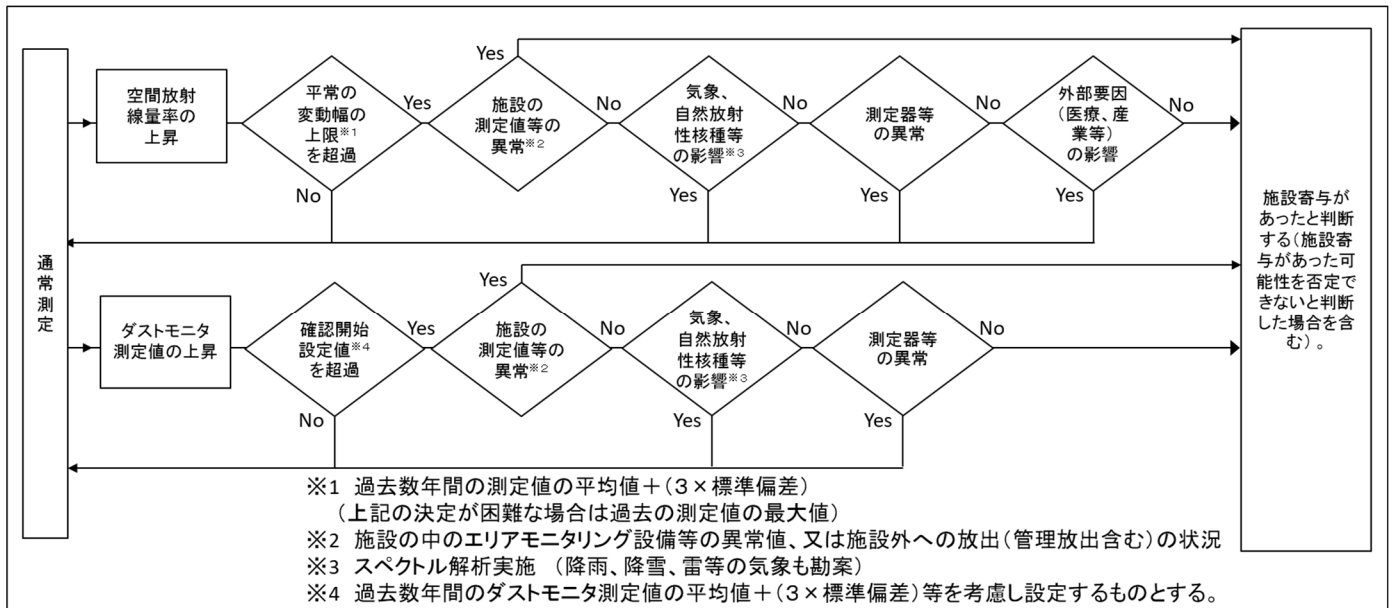 通
常
測
定
空間放射
線量率の
上昇
平常の
変動幅の
上限※1
を超過
Yes
No
施設の
測定値等の
異常※2
Yes
No
気象、
自然放射
性核種等
の影響※3
No
Yes
測定器等
の異常
No
Yes
外部要因
(医療、産
業等)
の影響
No
Yes
ダストモニタ
測定値の上昇
確認開始
設定値※4
を超過
Yes
No
施設の
測定値等の
異常※2
Yes
No
気象、
自然放射
性核種等
の影響※3
No
Yes
測定器等
の異常
No
Yes
施設寄与が
あったと判断
する(施設寄
与があった可
能性を否定で
きないと判断
した場合を含
む)。
※1 過去数年間の測定値の平均値+(3×標準偏差)
(上記の決定が困難な場合は過去の測定値の最大値)
※2 施設の中のエリアモニタリング設備等の異常値、又は施設外への放出(管理放出含む)の状況
※3 スペクトル解析実施 (降雨、降雪、雷等の気象も勘案)
※4 過去数年間のダストモニタ測定値の平均値+(3×標準偏差)等を考慮し設定するものとする。